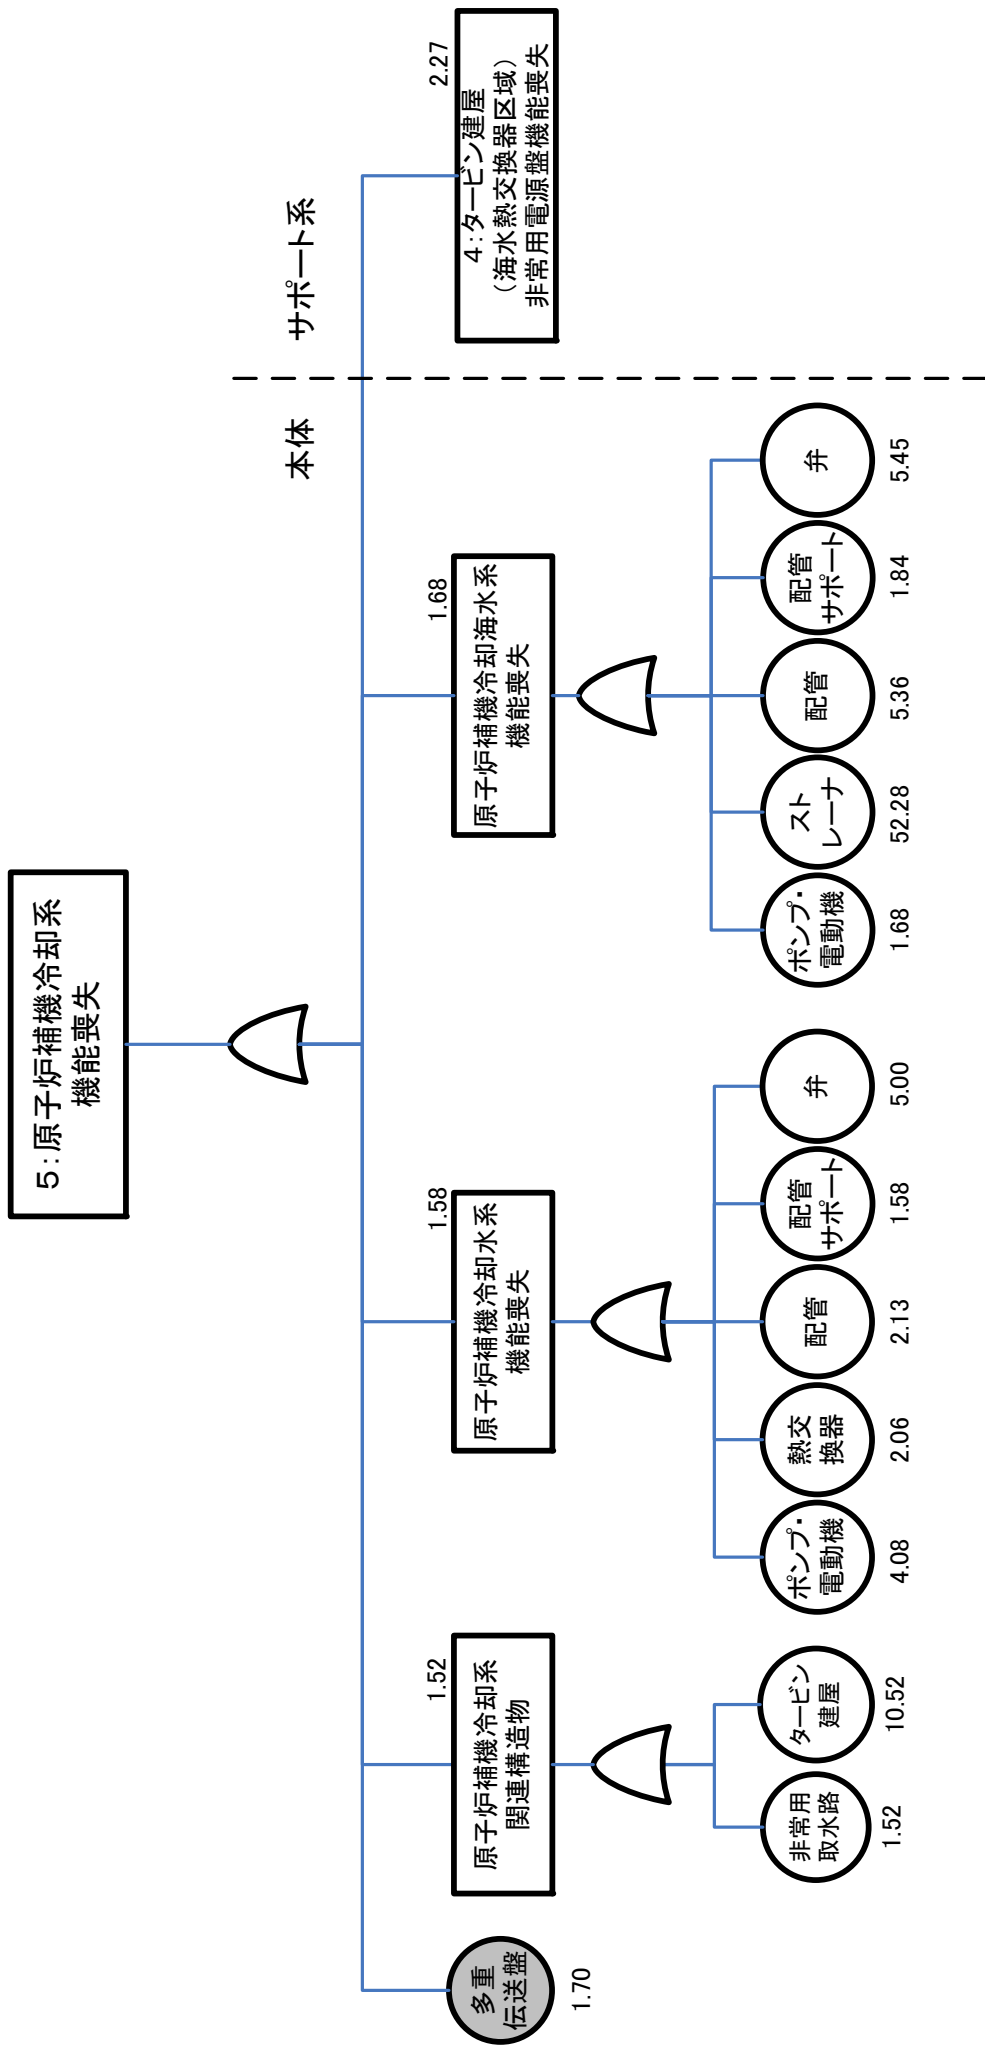 5:原子炉補機冷却系
機能喪失
本体
サポート系
多重
伝送盤
1.70
1.52
原子炉補機冷却系
関連構造物
非常用
取水路
1.52
タービン
建屋
10.52
1.58
原子炉補機冷却水系
機能喪失
ポンプ・
電動機
4.08
熱交
換器
2.06
配管
2.13
配管
サポート
1.58
弁
5.00
1.68
原子炉補機冷却海水系
機能喪失
ポンプ・
電動機
1.68
スト
レーナ
52.28
配管
5.36
配管
サポート
1.84
弁
5.45
2.27
4:タービン建屋
(海水熱交換器区域)
非常用電源盤機能喪失